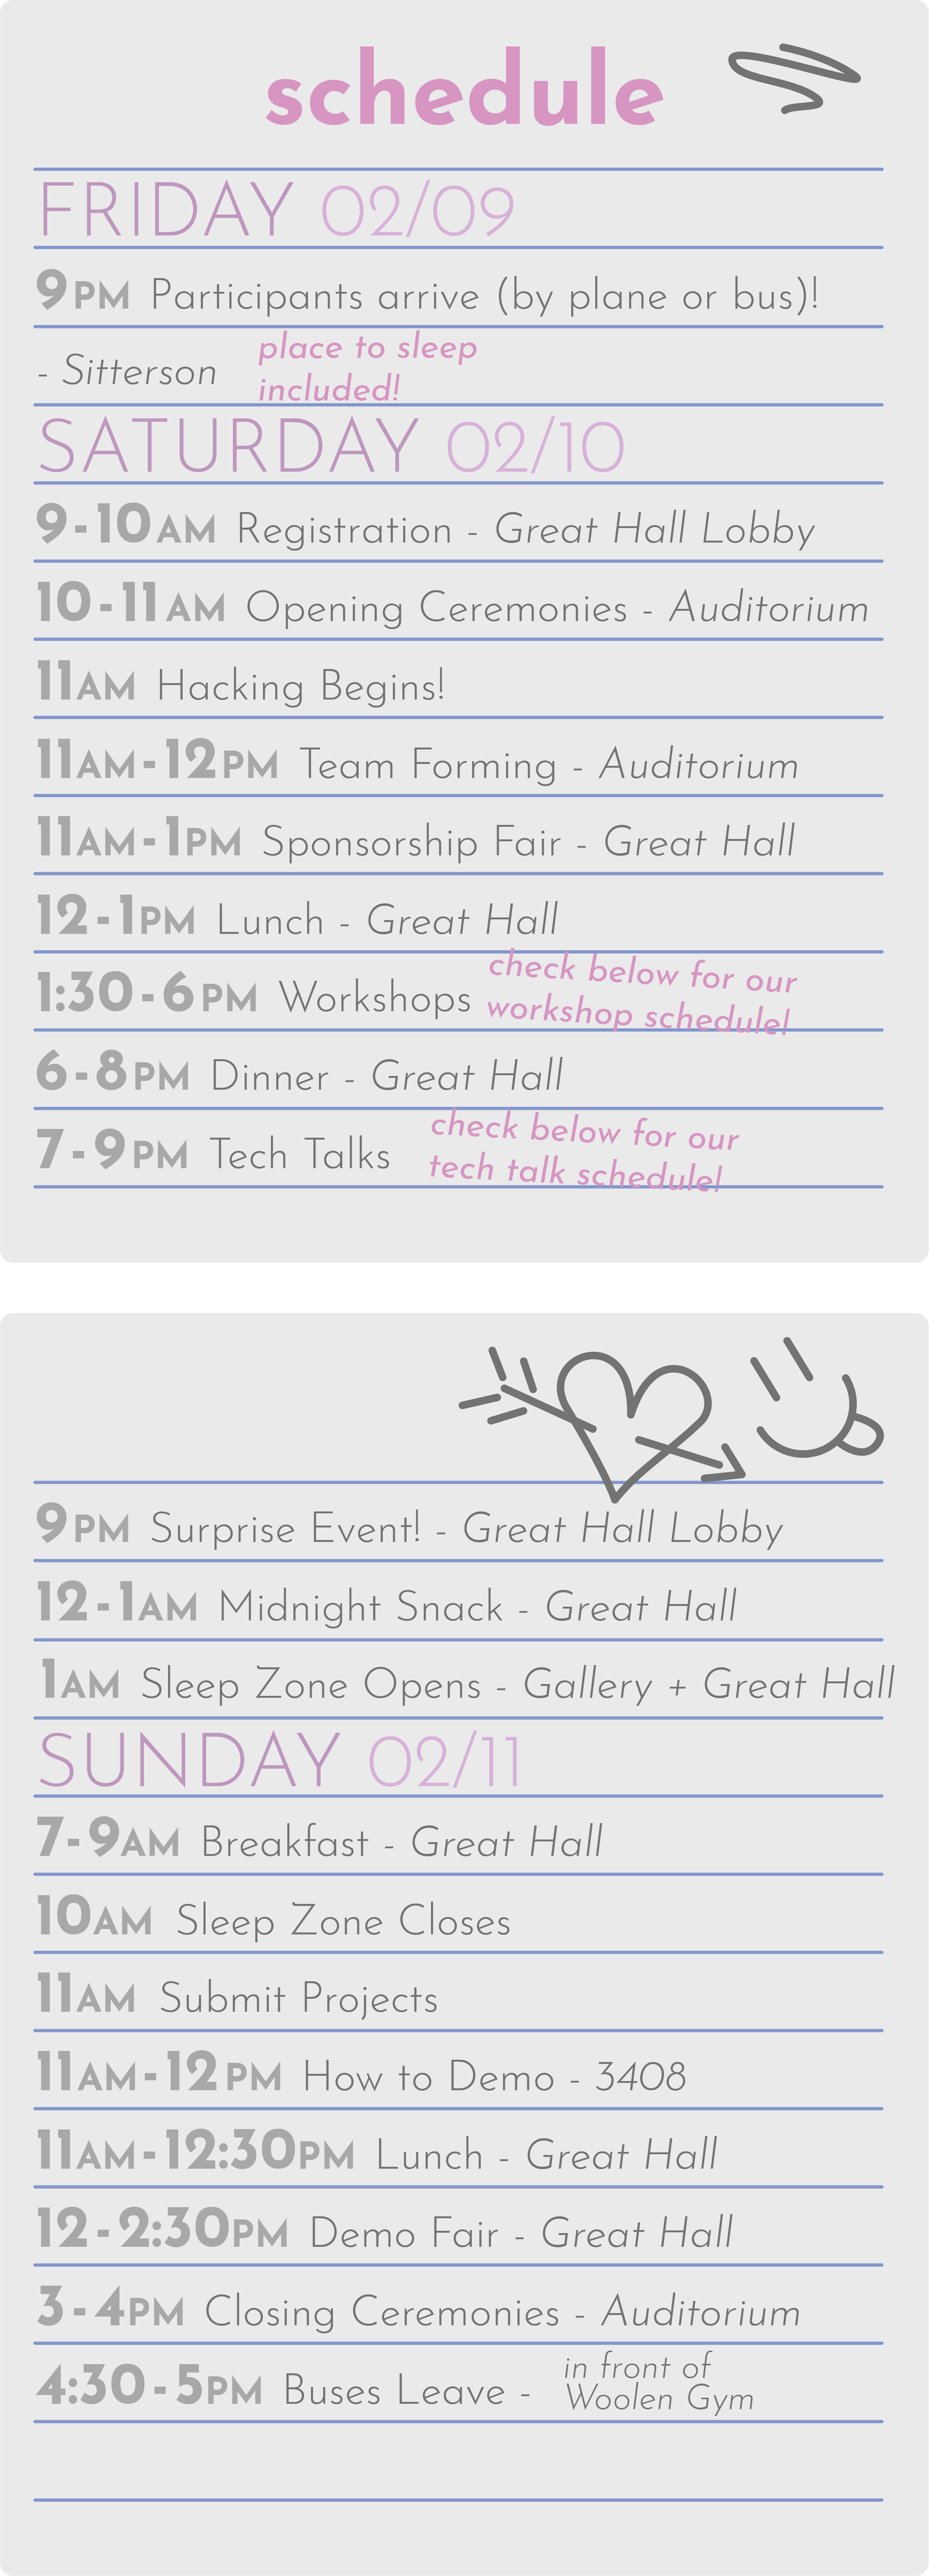 schedule
FRIDAY 02/09
9PM Participants arrive (by plane or bus)!
- Sitterson place to sleep
included!
SATURDAY 02/10
9-10AM Registration - Great Hall Lobby
10-11AM Opening Ceremonies - Auditorium
11AM Hacking Begins!
11AM-12PM Team Forming - Auditorium
11AM-1PM Sponsorship Fair - Great Hall
12-1PM Lunch - Great Hall
1:30-6PM Workshops check below for our
workshop schedule!
6-8PM Dinner - Great Hall
7-9PM Tech Talks check below for our
tech talk schedule!
9PM Surprise Event! - Great Hall Lobby
12-1AM Midnight Snack - Great Hall
1AM Sleep Zone Opens - Gallery + Great Hall
SUNDAY 02/11
7-9AM Breakfast - Great Hall
10AM Sleep Zone Closes
11AM Submit Projects
11AM-12PM How to Demo - 3408
11AM-12:30PM Lunch - Great Hall
12-2:30PM Demo Fair - Great Hall
3-4PM Closing Ceremonies - Auditorium
4:30-5PM Buses Leave - in front of
Woolen Gym